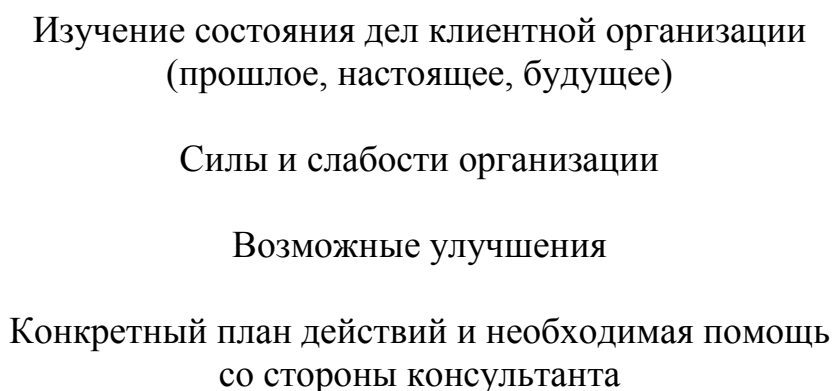 Изучение состояния дел клиентной организации
(прошлое, настоящее, будущее)
Силы и слабости организации
Возможные улучшения
Конкретный план действий и необходимая помощь
со стороны консультанта